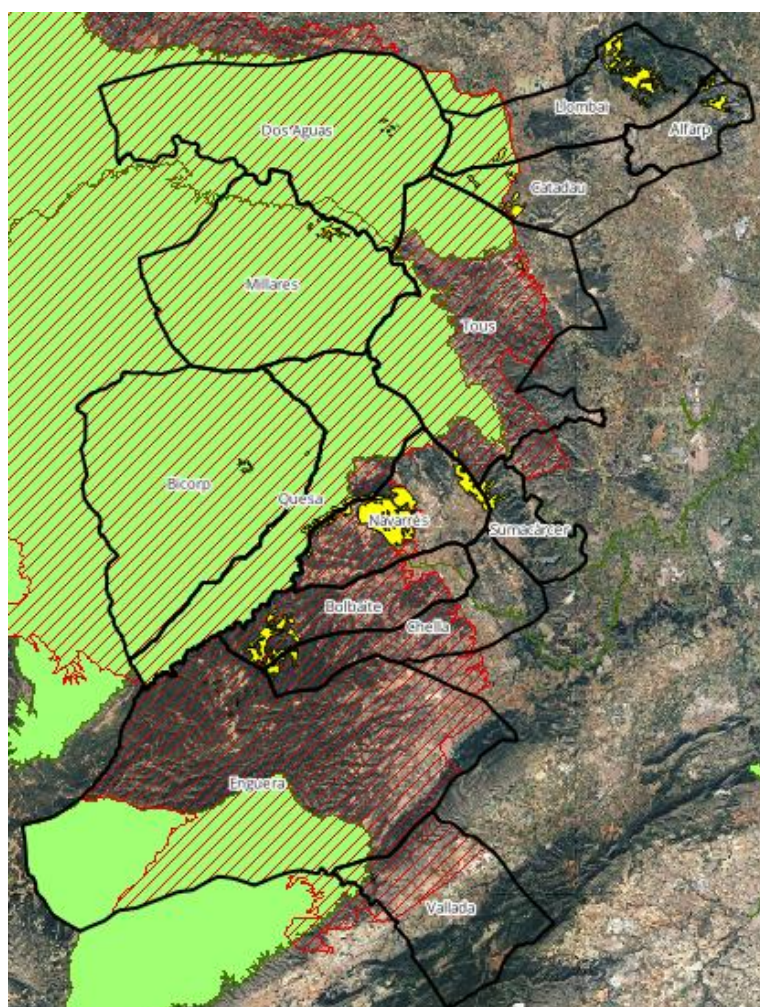 Llombai
Dos Aguas
Alfarp
Catadau
Millares
Tous
Bicorp
Quesa
Navarrés
Sumacàrcer
Bolbaite
Chella
Enguera
Vallada